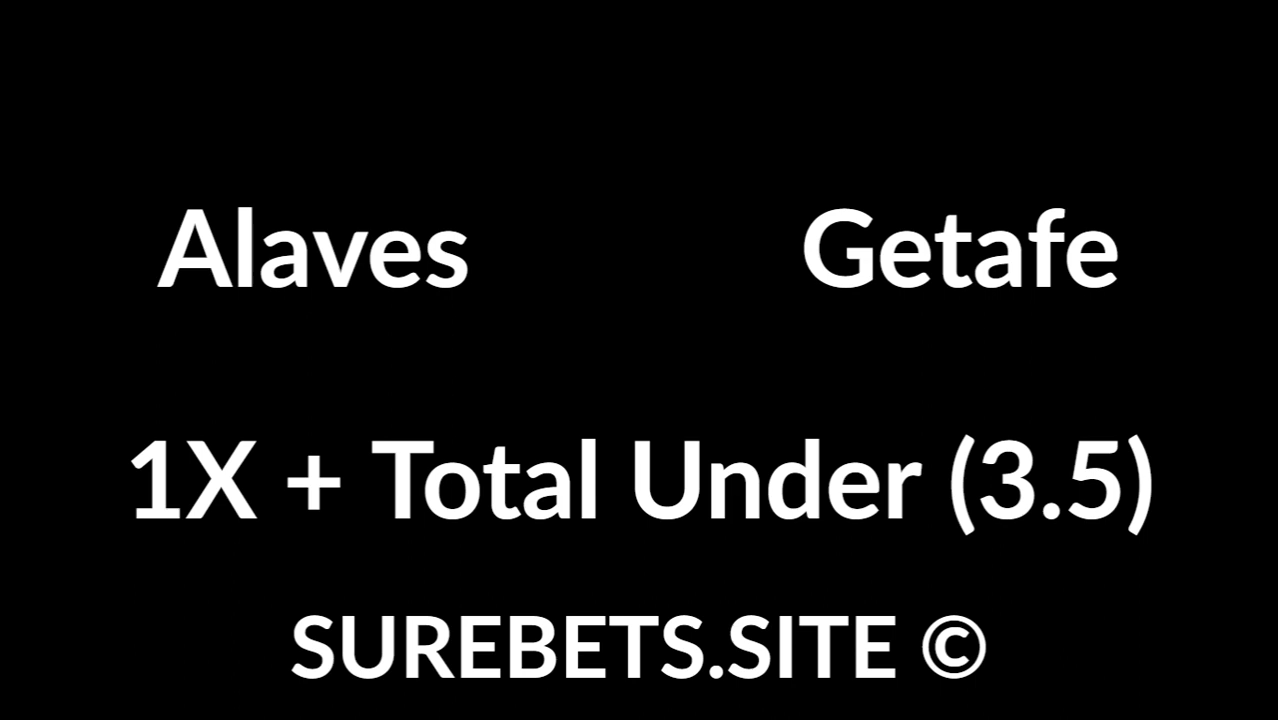 Alaves Getafe
1X + Total Under (3.5)
SUREBETS.SITE ©